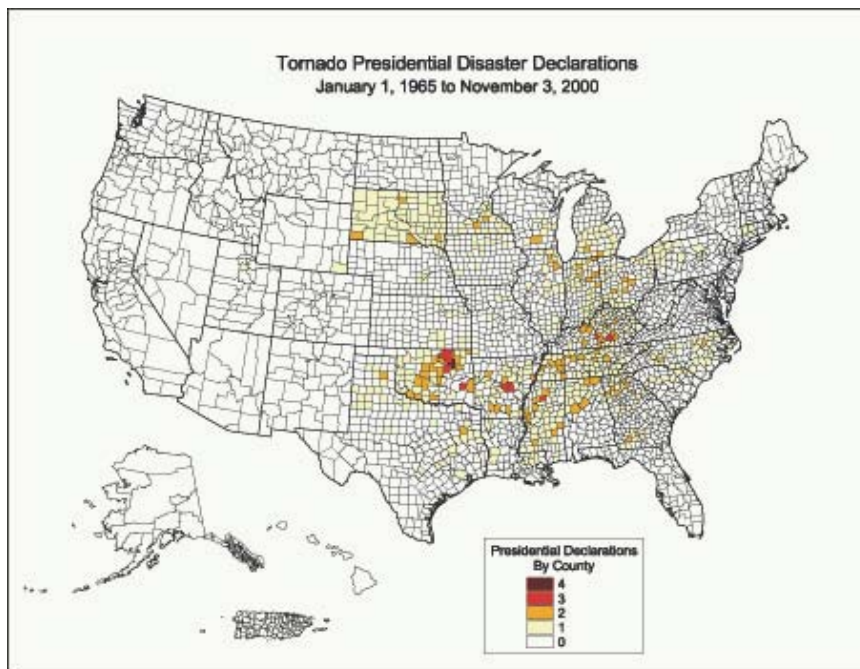 Tornado Presidential Disaster Declarations
January 1, 1965 to November 3, 2000
Presidential Declarations
By County
4
3
2
1
0